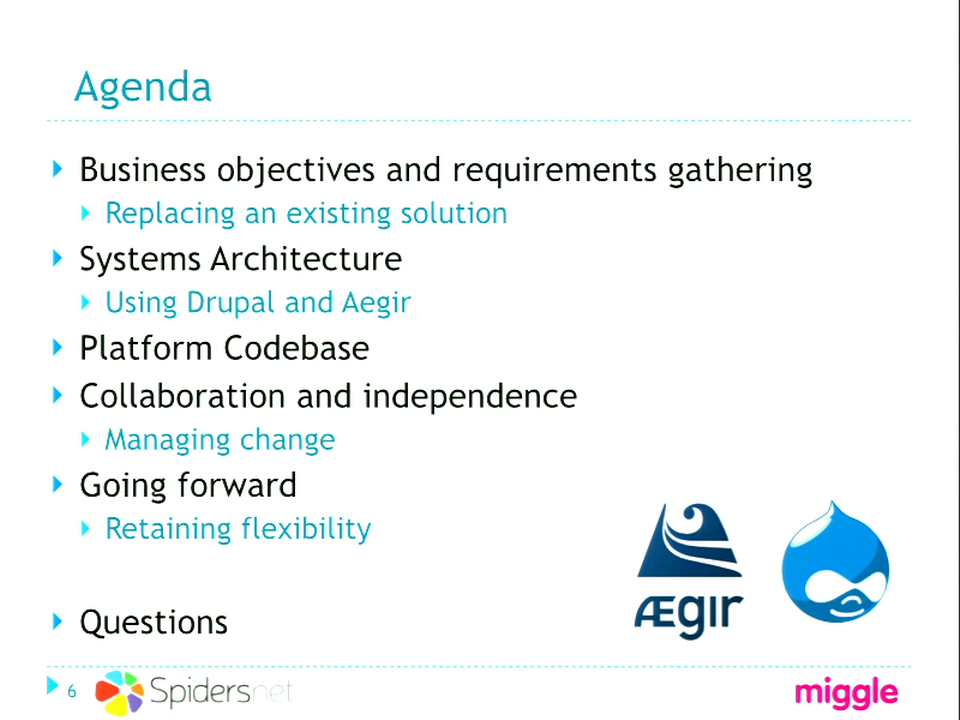 Agenda
Business objectives and requirements gathering
Replacing an existing solution
Systems Architecture
Using Drupal and Aegir
Platform Codebase
Collaboration and independence
Managing change
Going forward
Retaining flexibility
ÆGIR
Questions
6
Spidersnet
miggle